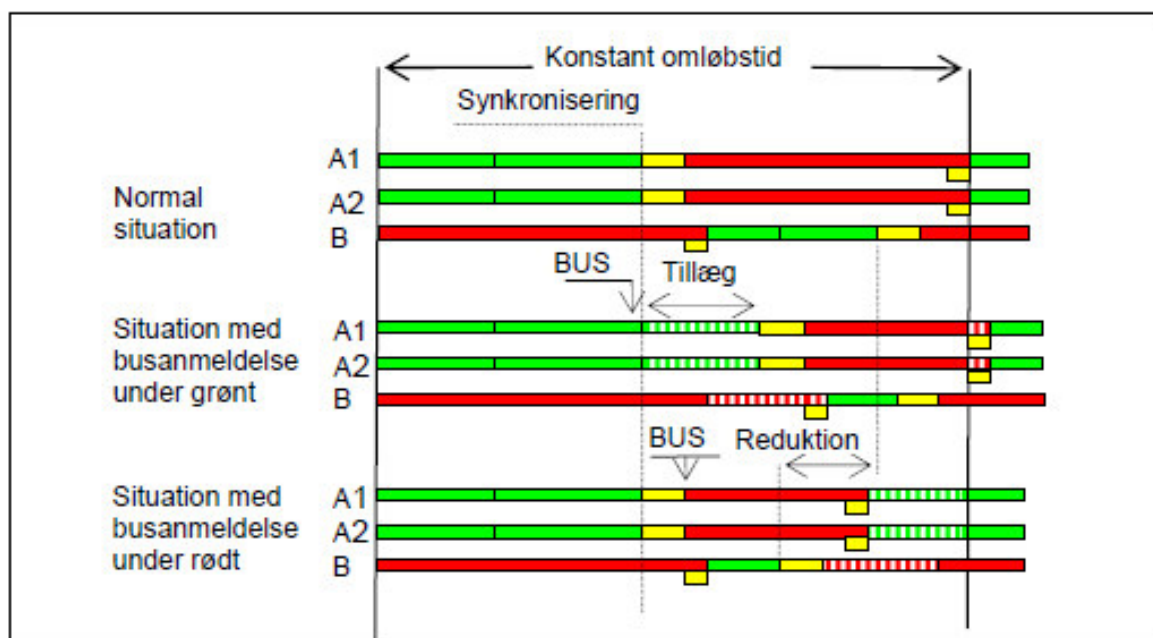 Konstant omløbstid
Synkronisering
A1
Normal
situation
A2
B
BUS
Tillæg
Situation med
busanmeldelse
under grønt
A1
A2
B
BUS
Reduktion
Situation med
busanmeldelse
under rødt
A1
A2
B